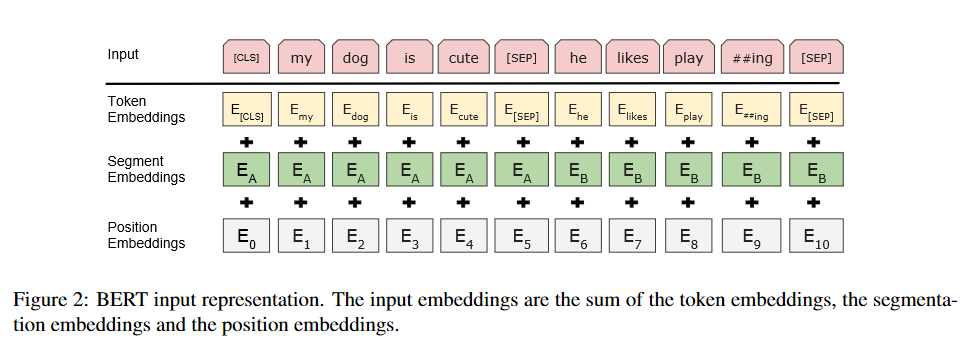 Input [CLS] my dog is cute [SEP] he likes play ##ing [SEP]
Token
Embeddings
E[CLS] Emy Edog Eis Ecute E[SEP] Ehe Elikes Eplay E##ing E[SEP]
+ + + + + + + + + + +
Segment
Embeddings
EA EA EA EA EA EA EB EB EB EB EB
+ + + + + + + + + + +
Position
Embeddings
E0 E1 E2 E3 E4 E5 E6 E7 E8 E9 E10
Figure 2: BERT input representation. The input embeddings are the sum of the token embeddings, the segmenta-
tion embeddings and the position embeddings.